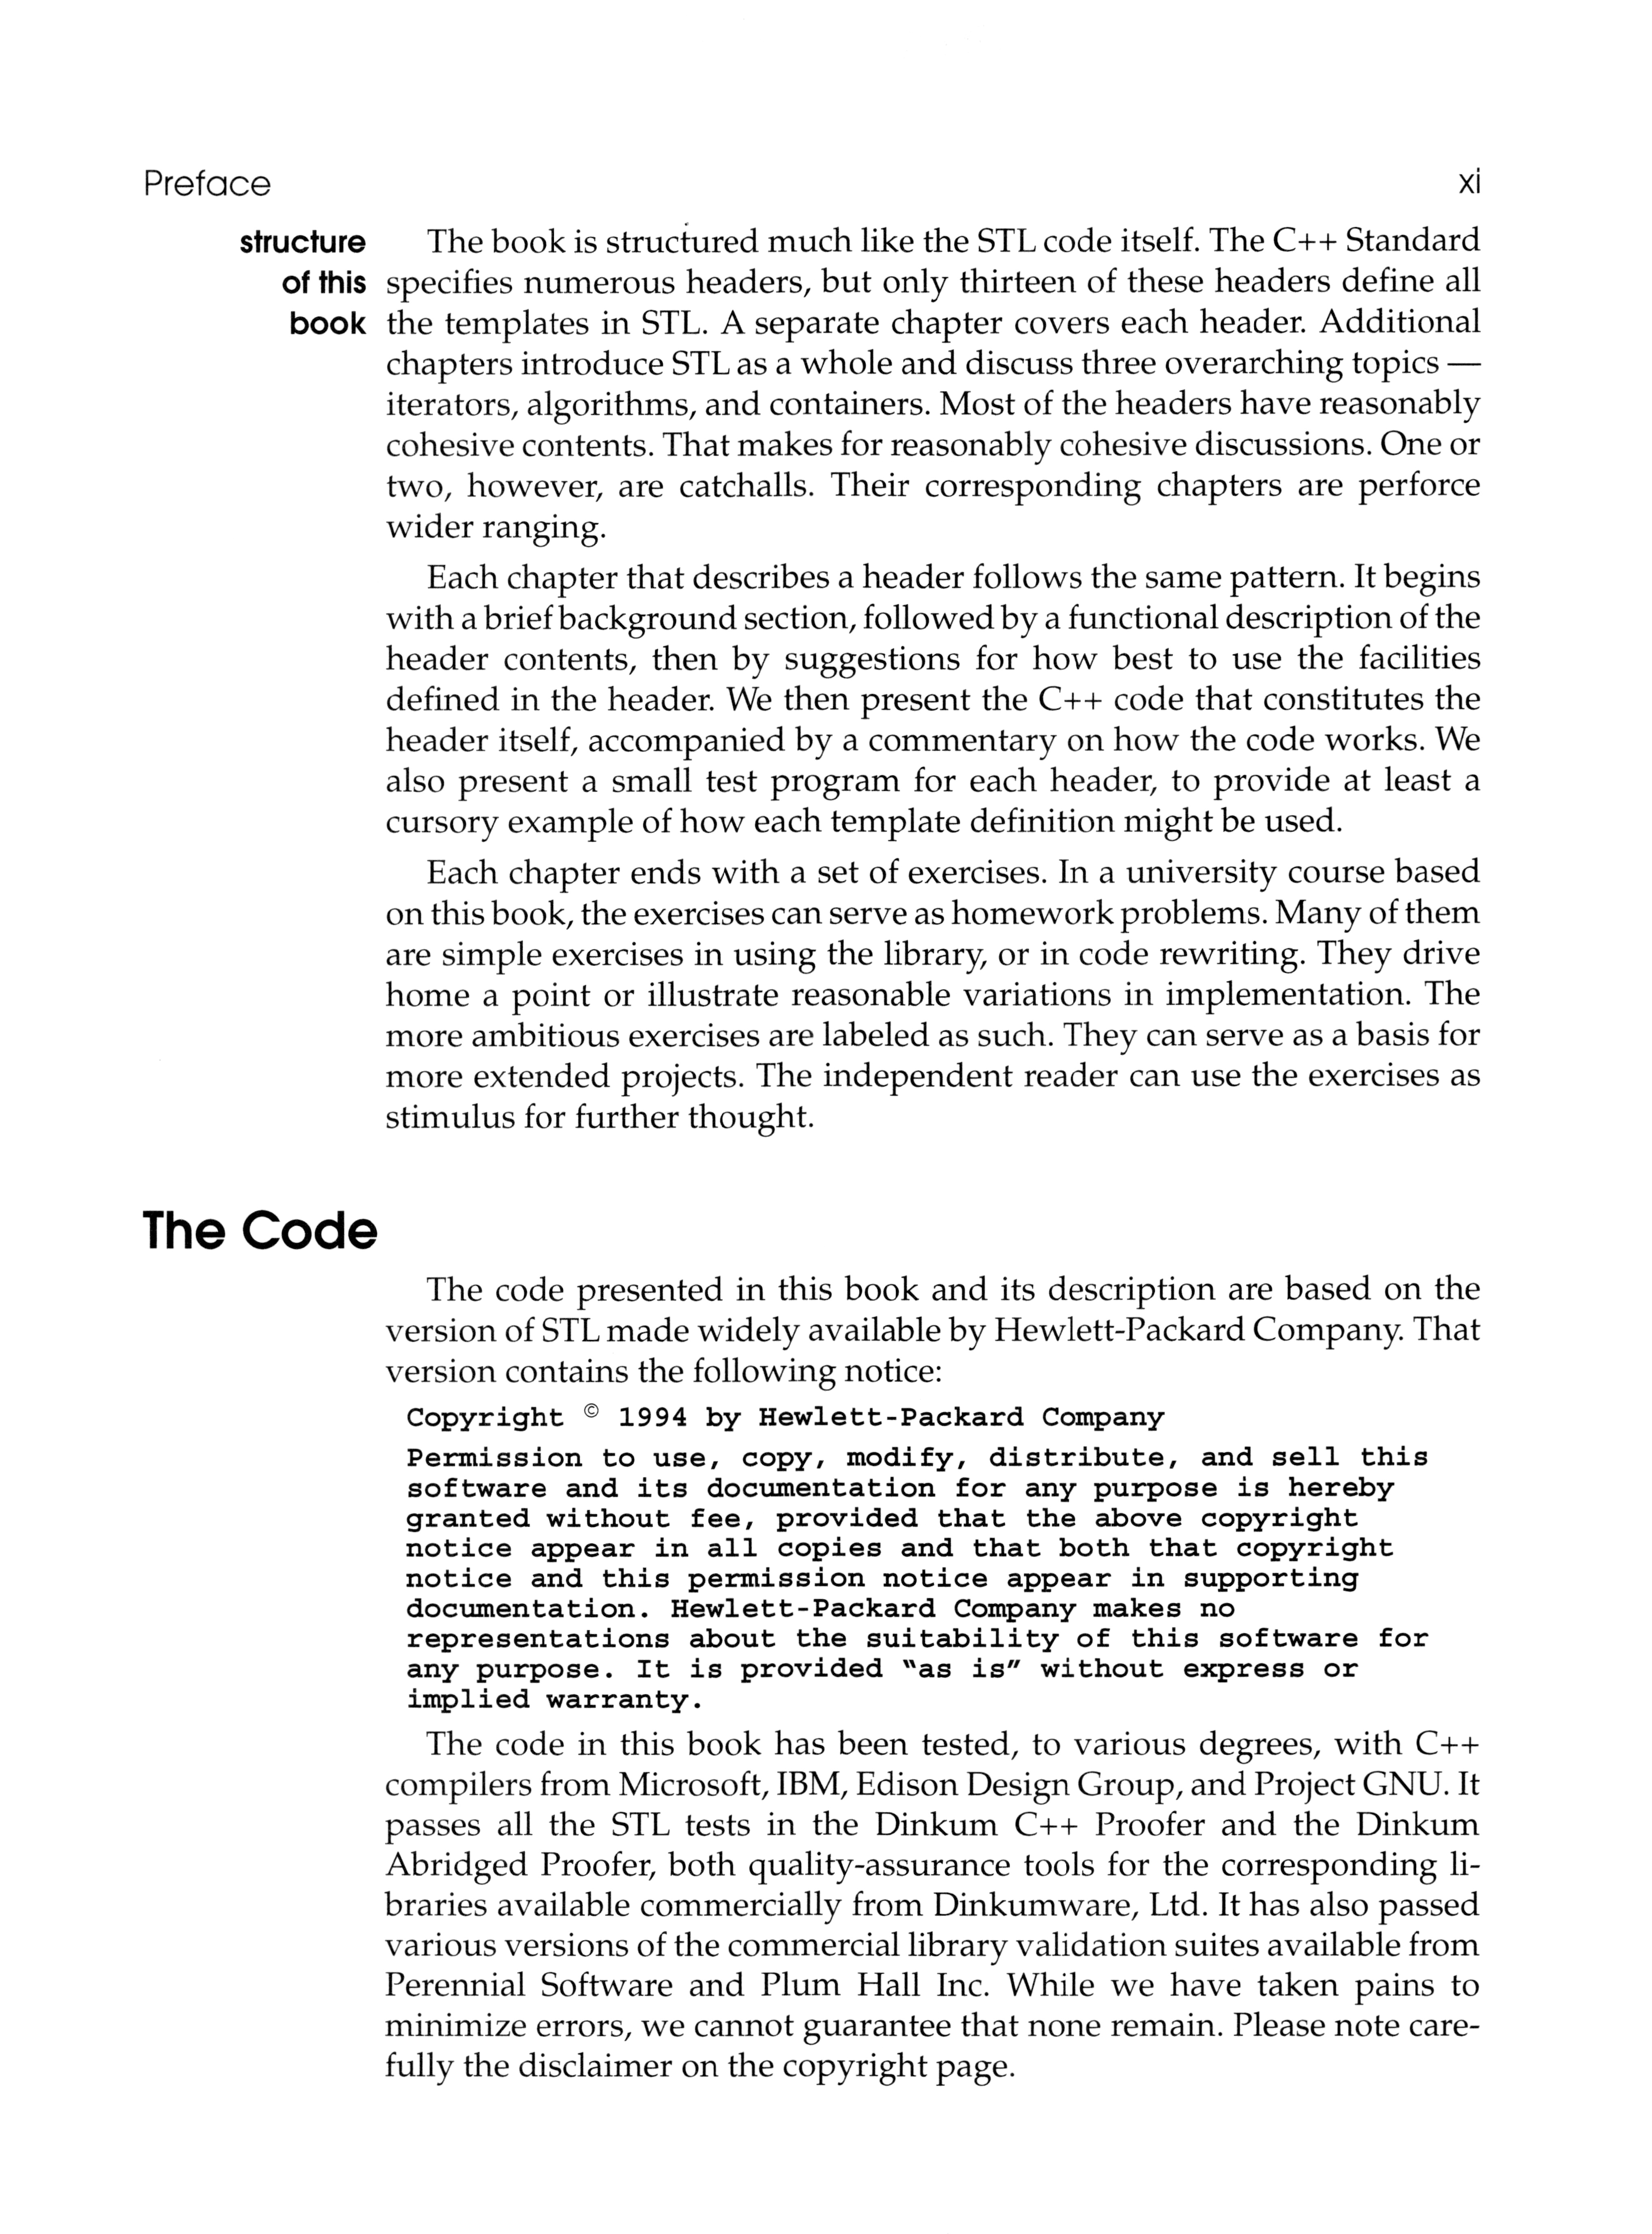 Preface
xi
structure
of this
book
The book is structured much like the STL code itself. The C++ Standard
specifies numerous headers, but only thirteen of these headers define all
the templates in STL. A separate chapter covers each header. Additional
chapters introduce STL as a whole and discuss three overarching topics —
iterators, algorithms, and containers. Most of the headers have reasonably
cohesive contents. That makes for reasonably cohesive discussions. One or
two, however, are catchalls. Their corresponding chapters are perforce
wider ranging.
Each chapter that describes a header follows the same pattern. It begins
with a brief background section, followed by a functional description of the
header contents, then by suggestions for how best to use the facilities
defined in the header. We then present the C++ code that constitutes the
header itself, accompanied by a commentary on how the code works. We
also present a small test program for each header, to provide at least a
cursory example of how each template definition might be used.
Each chapter ends with a set of exercises. In a university course based
on this book, the exercises can serve as homework problems. Many of them
are simple exercises in using the library, or in code rewriting. They drive
home a point or illustrate reasonable variations in implementation. The
more ambitious exercises are labeled as such. They can serve as a basis for
more extended projects. The independent reader can use the exercises as
stimulus for further thought.
The Code
The code presented in this book and its description are based on the
version of STL made widely available by Hewlett-Packard Company. That
version contains the following notice:
Copyright © 1994 by Hewlett-Packard Company
Permission to use, copy, modify, distribute, and sell this
software and its documentation for any purpose is hereby
granted without fee, provided that the above copyright
notice appear in all copies and that both that copyright
notice and this permission notice appear in supporting
documentation. Hewlett-Packard Company makes no
representations about the suitability of this software for
any purpose. It is provided “as is” without express or
implied warranty.
The code in this book has been tested, to various degrees, with C++
compilers from Microsoft, IBM, Edison Design Group, and Project GNU. It
passes all the STL tests in the Dinkum C++ Proofer and the Dinkum
Abridged Proofer, both quality-assurance tools for the corresponding li-
braries available commercially from Dinkumware, Ltd. It has also passed
various versions of the commercial library validation suites available from
Perennial Software and Plum Hall Inc. While we have taken pains to
minimize errors, we cannot guarantee that none remain. Please note care-
fully the disclaimer on the copyright page.